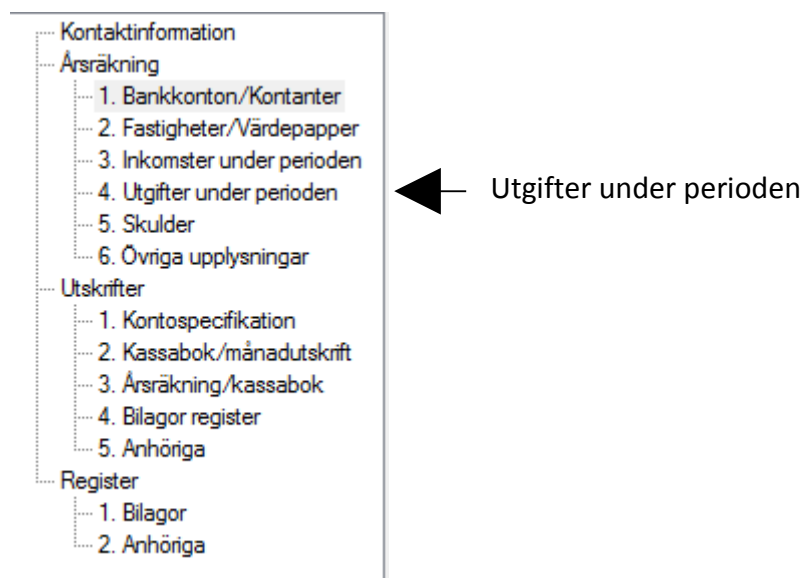 Kontaktinformation
Årsräkning
1. Bankkonton/Kontanter
2. Fastigheter/Värdepapper
3. Inkomster under perioden
4. Utgifter under perioden
Utgifter under perioden
5. Skulder
6. Övriga upplysningar
Utskrifter
1. Kontospecifikation
2. Kassabok/månadutskrift
3. Årsräkning/kassabok
4. Bilagor register
5. Anhöriga
Register
1. Bilagor
2. Anhöriga